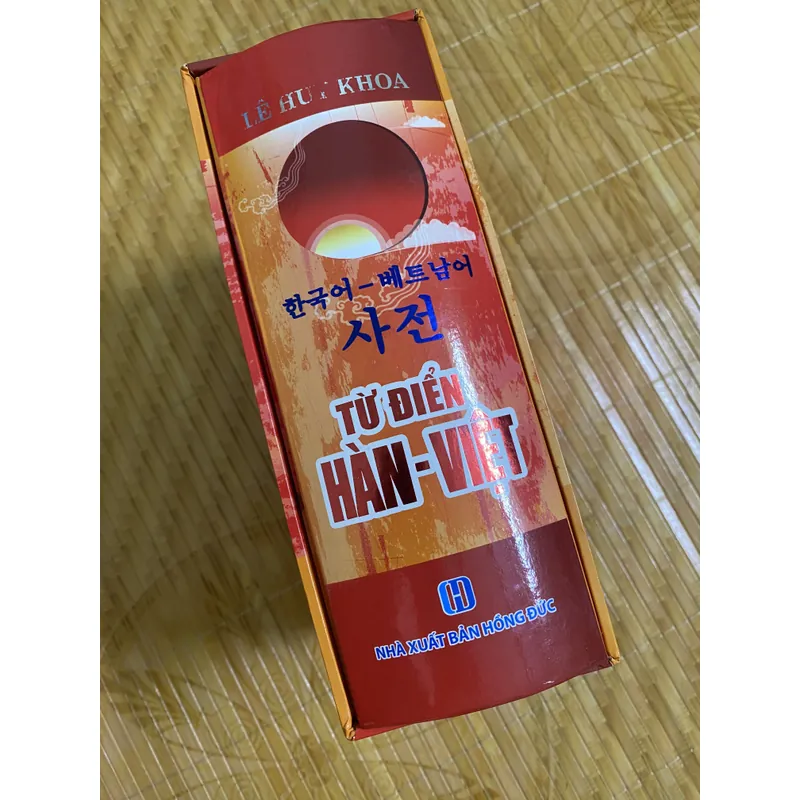 LÊ HUY KHOA
한국어 - 베트남어
사전
TỪ ĐIỂN
HÀN - VIỆT
NHÀ XUẤT BẢN HỒNG ĐỨC